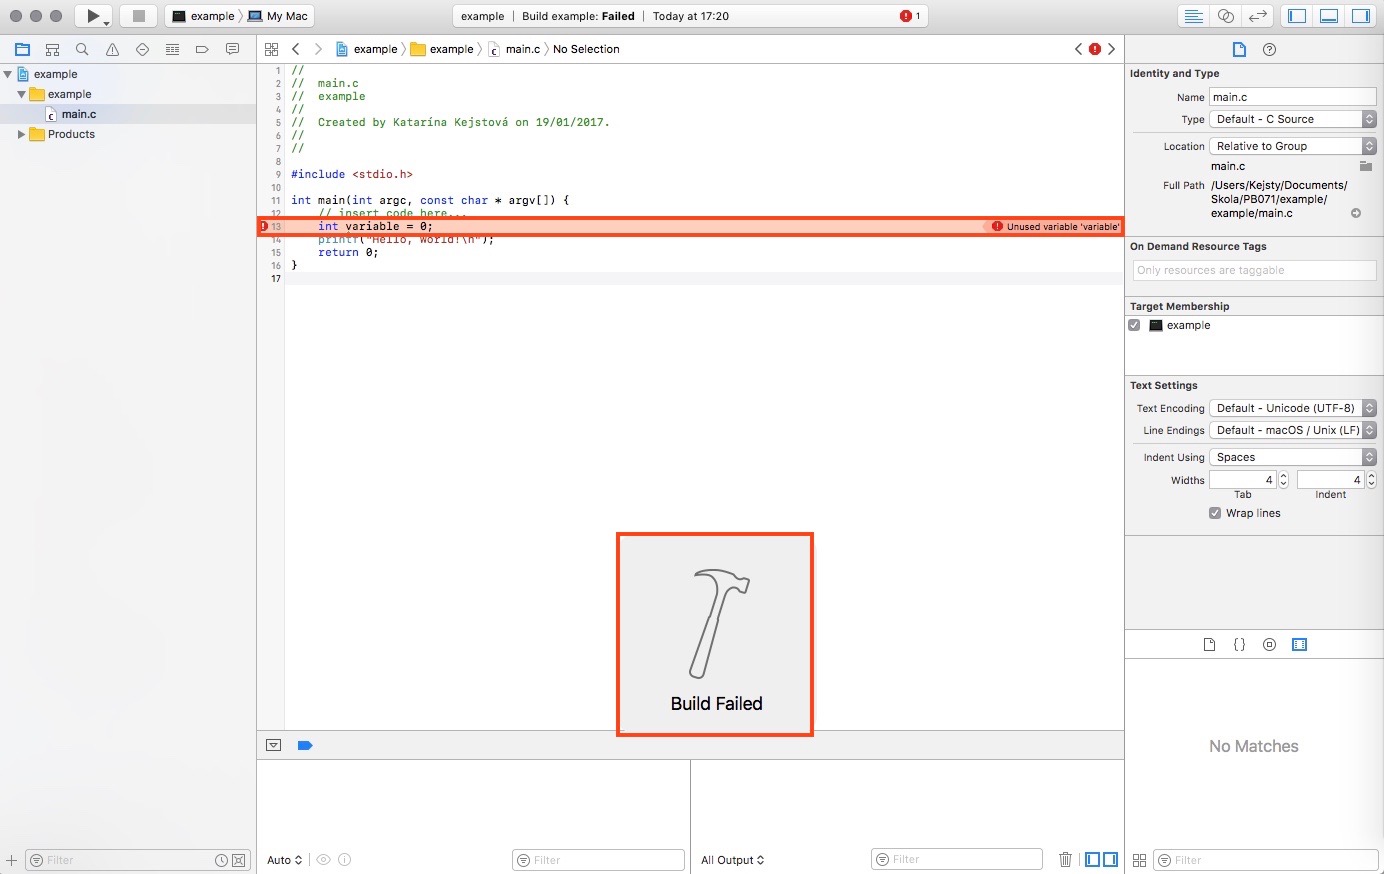 example 〉 My Mac
example | Build example: Failed | Today at 17:20
1
example 〉 example 〉 main.c 〉 No Selection
example
example
main.c
Products
1 //
2 //  main.c
3 //  example
4 //
5 //  Created by Katarína Kejstová on 19/01/2017.
6 //
7 //
8
9 #include <stdio.h>
10
11 int main(int argc, const char * argv[]) {
12     // insert code here...
13     int variable = 0;
Unused variable 'variable'
14     printf("Hello, World!\n");
15     return 0;
16 }
17
Build Failed
Identity and Type
Name main.c
Type Default - C Source
Location Relative to Group
main.c
Full Path /Users/Kejsty/Documents/
Skola/PB071/example/
example/main.c
On Demand Resource Tags
Only resources are taggable
Target Membership
example
Text Settings
Text Encoding Default - Unicode (UTF-8)
Line Endings Default - macOS / Unix (LF)
Indent Using Spaces
Widths 4 4
Tab Indent
Wrap lines
No Matches
Filter
Auto
Filter
All Output
Filter
Filter